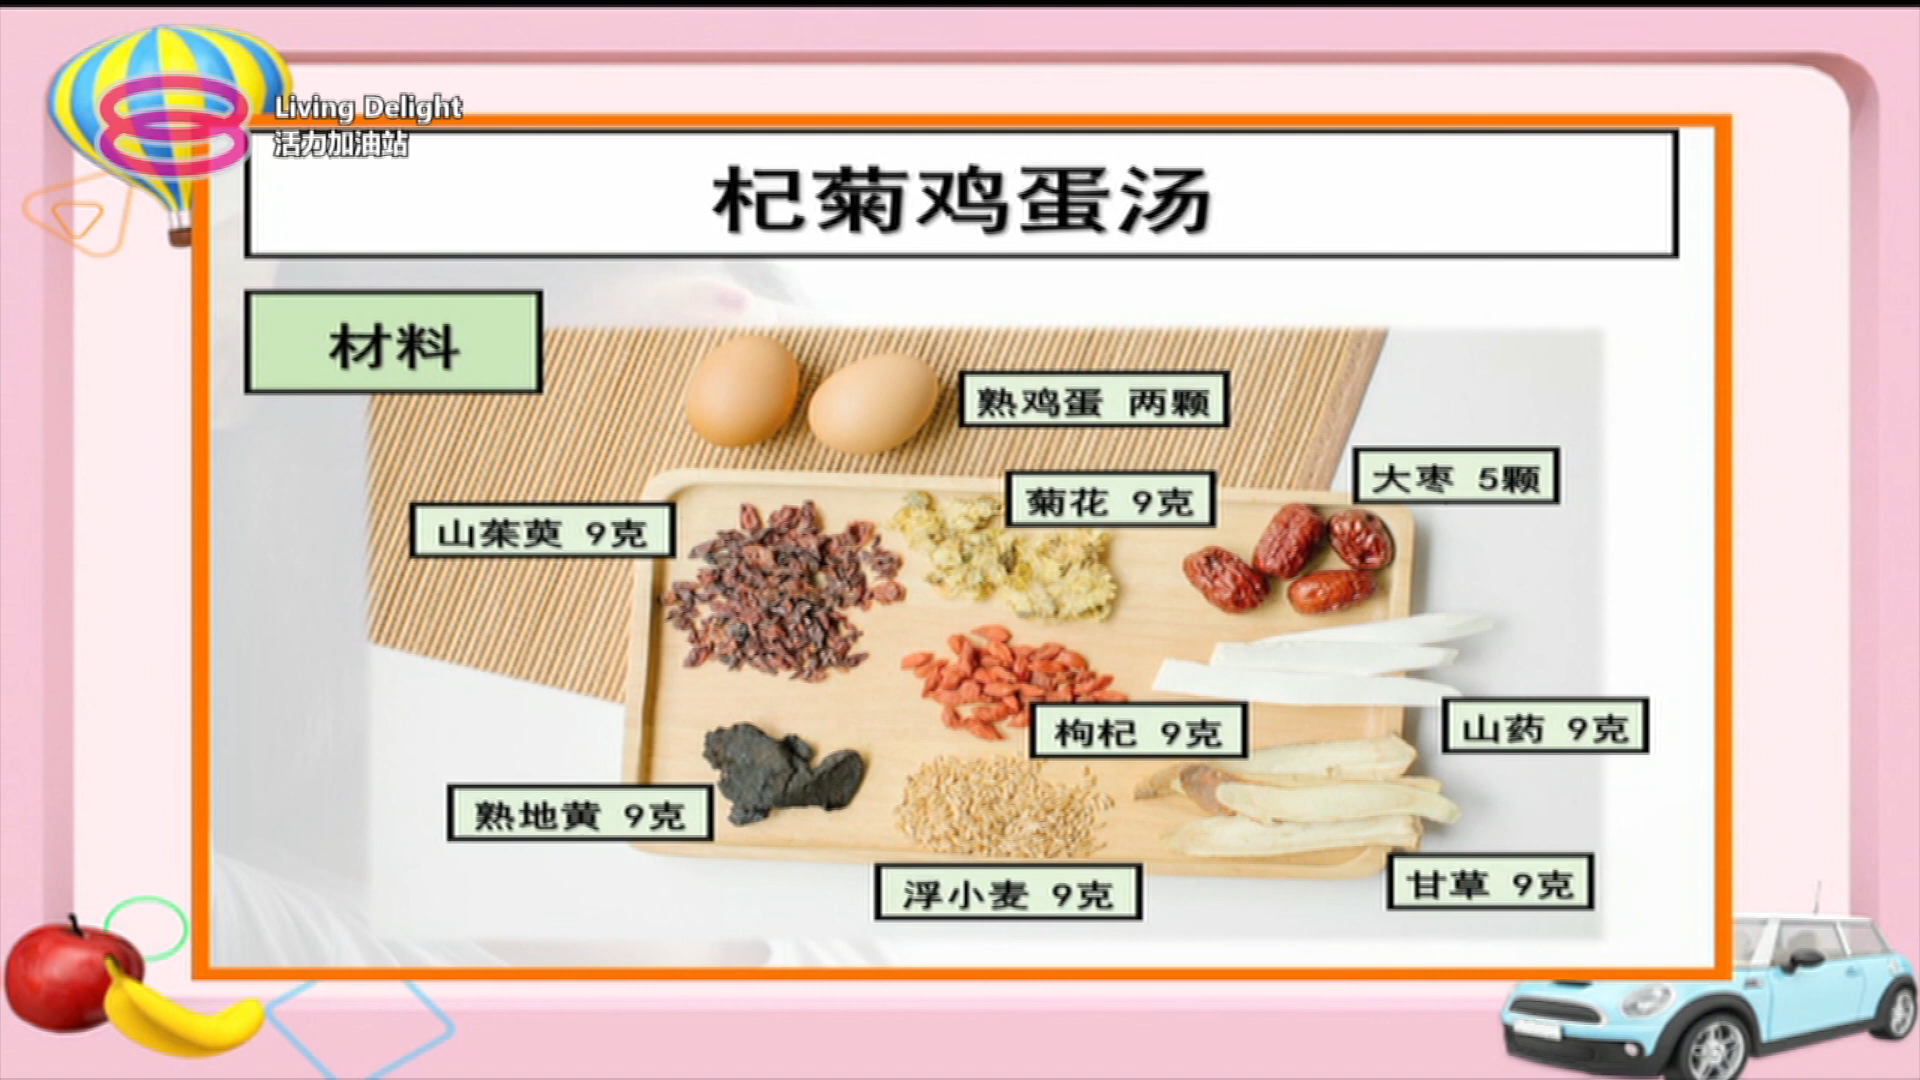 Living Delight
活力加油站
杞菊鸡蛋汤
材料
熟鸡蛋 两颗
大枣 5颗
菊花 9克
山茱萸 9克
枸杞 9克
山药 9克
熟地黄 9克
浮小麦 9克
甘草 9克